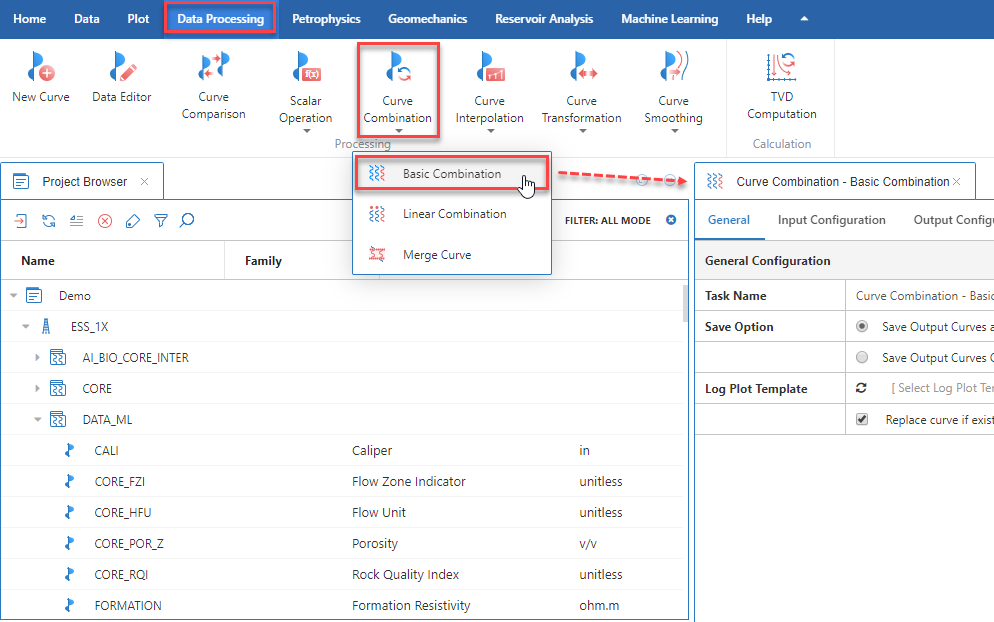 Home Data Plot Data Processing Petrophysics Geomechanics Reservoir Analysis Machine Learning Help
New Curve
Data Editor
Curve
Comparison
Scalar
Operation
Curve
Combination
Curve
Interpolation
Curve
Transformation
Curve
Smoothing
TVD
Computation
Processing
Calculation
Basic Combination
Linear Combination
Merge Curve
Project Browser
FILTER: ALL MODE
Name Family
Demo
ESS_1X
AI_BIO_CORE_INTER
CORE
DATA_ML
CALI Caliper in
CORE_FZI Flow Zone Indicator unitless
CORE_HFU Flow Unit unitless
CORE_POR_Z Porosity v/v
CORE_RQI Rock Quality Index unitless
FORMATION Formation Resistivity ohm.m
Curve Combination - Basic Combination
General Input Configuration Output Configu
General Configuration
Task Name Curve Combination - Basic
Save Option Save Output Curves a
Save Output Curves
Log Plot Template [ Select Log Plot Ter
Replace curve if exist